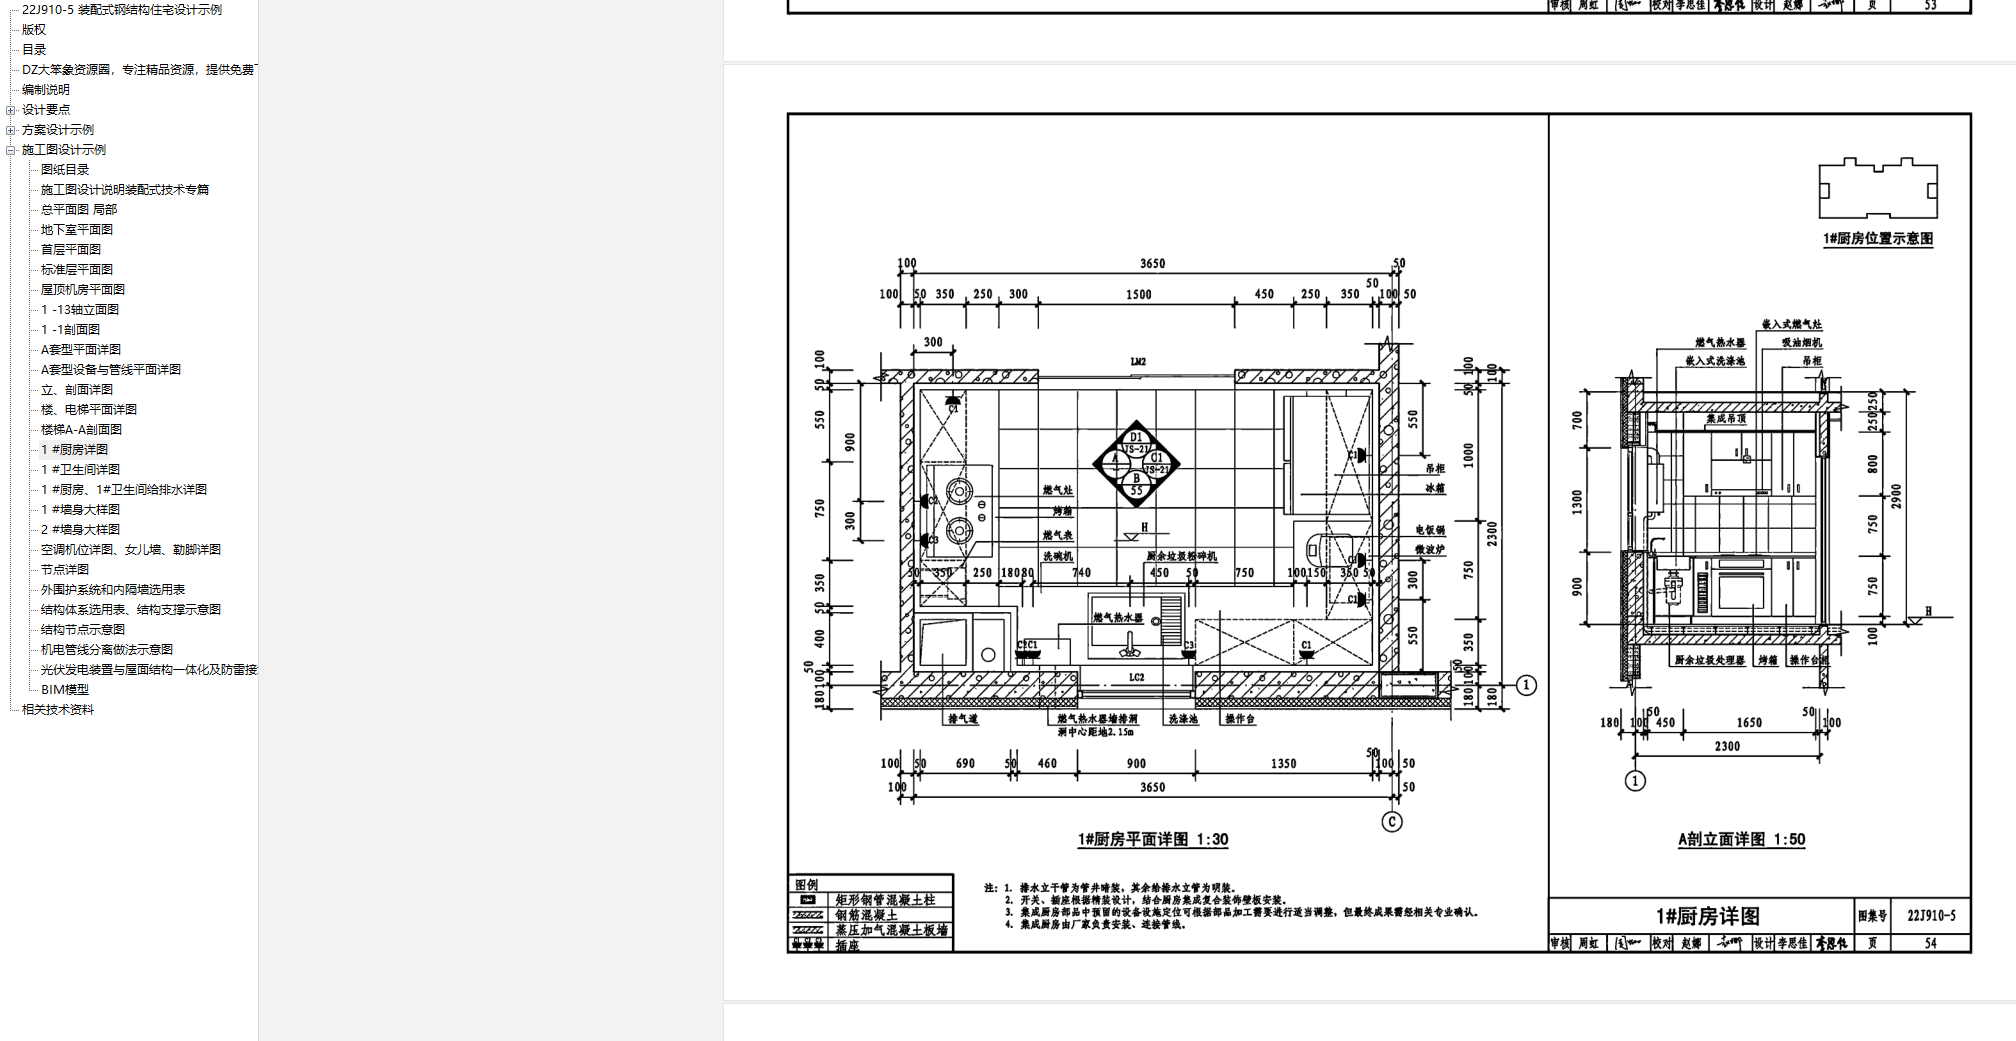 22J910-5 装配式钢结构住宅设计示例
版权
目录
DZ大笨象资源圈，专注精品资源，提供免费下
编制说明
设计要点
方案设计示例
施工图设计示例
图纸目录
施工图设计说明装配式技术专篇
总平面图 局部
地下室平面图
首层平面图
标准层平面图
屋顶机房平面图
1 -13轴立面图
1 -1剖面图
A套型平面详图
A套型设备与管线平面详图
立、剖面详图
楼、电梯平面详图
楼梯A-A剖面图
1 #厨房详图
1 #卫生间详图
1 #厨房、1#卫生间给排水详图
1 #墙身大样图
2 #墙身大样图
空调机位详图、女儿墙、勒脚详图
节点详图
外围护系统和内隔墙选用表
结构体系选用表、结构支撑示意图
结构节点示意图
机电管线分离做法示意图
光伏发电装置与屋面结构一体化及防雷接
BIM模型
相关技术资料
审核 周虹 校对 李思佳 设计 赵娜 页 53
1#厨房位置示意图
100 3650 50
100 50 350 250 300 1500 450 250 350 50 100 50
300
LM2
100 50 550 750 350 50 400 50 100 180
900 300
C1
C2
C3
D1
JS-21
A
C1
JS-21
B
55
H
燃气灶
烤箱
燃气表
洗碗机
厨余垃圾粉碎机
吊柜
冰箱
电饭锅
微波炉
50 350 250 180 80 740 450 50 750 100 150 350 50
燃气热水器
C2 C1 C3 C1
LC2
排气道
燃气热水器墙排洞
洞中心距地2.15m
洗涤池
操作台
550 300 550
100 50 1000 750 350 50 100 180
100 2300 180
1
100 50 690 50 460 900 1350 50 100 50
100 3650 50
C
1#厨房平面详图 1:30
嵌入式燃气灶
燃气热水器
吸油烟机
嵌入式洗涤池
吊柜
集成吊顶
700 1300 900
250 250 800 750 750 100
2900
H
厨余垃圾处理器 烤箱 操作台柜
180 100 50 450 1650 50 100
2300
1
A剖立面详图 1:50
图例
矩形钢管混凝土柱
钢筋混凝土
蒸压加气混凝土板墙
插座
注：1. 排水立干管为管井暗装，其余给排水立管为明装。
2. 开关、插座根据精装设计，结合厨房集成复合装饰壁板安装。
3. 集成厨房部品中预留的设备设施定位可根据部品加工需要进行适当调整，但最终成果需经相关专业确认。
4. 集成厨房由厂家负责安装、连接管线。
1#厨房详图 图集号 22J910-5
审核 周虹 校对 赵娜 设计 李思佳 页 54